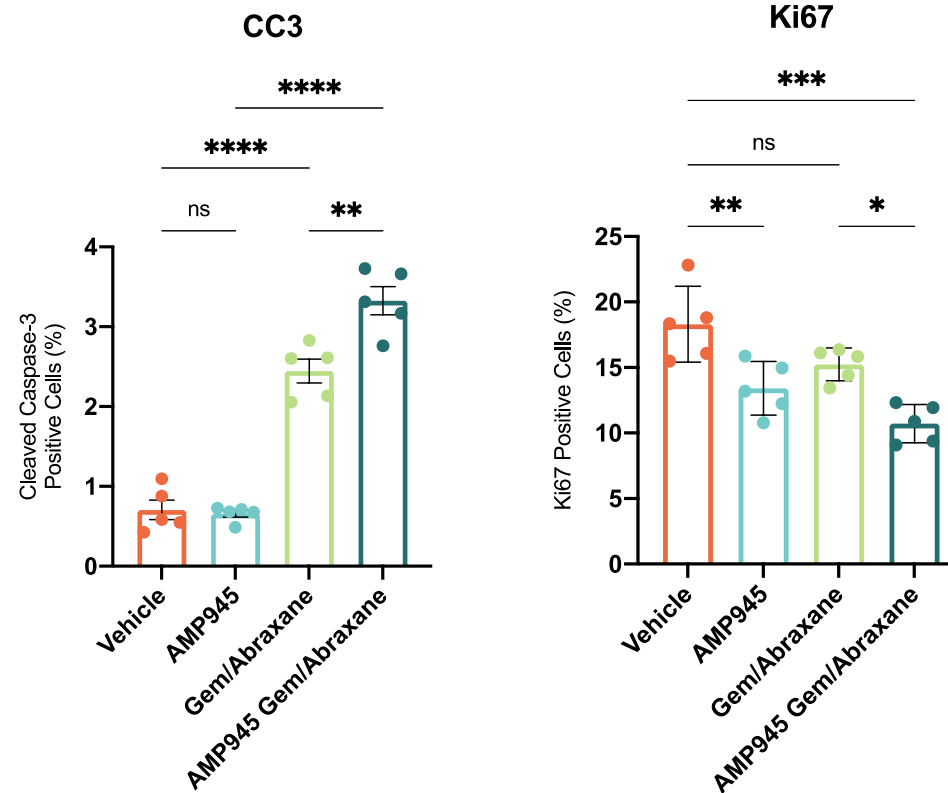 CC3
****
****
ns
**
4
3
2
1
0
Cleaved Caspase-3
Positive Cells (%)
Vehicle
AMP945
Gem/Abraxane
AMP945 Gem/Abraxane
Ki67
***
ns
**
*
25
20
15
10
5
0
Ki67 Positive Cells (%)
Vehicle
AMP945
Gem/Abraxane
AMP945 Gem/Abraxane